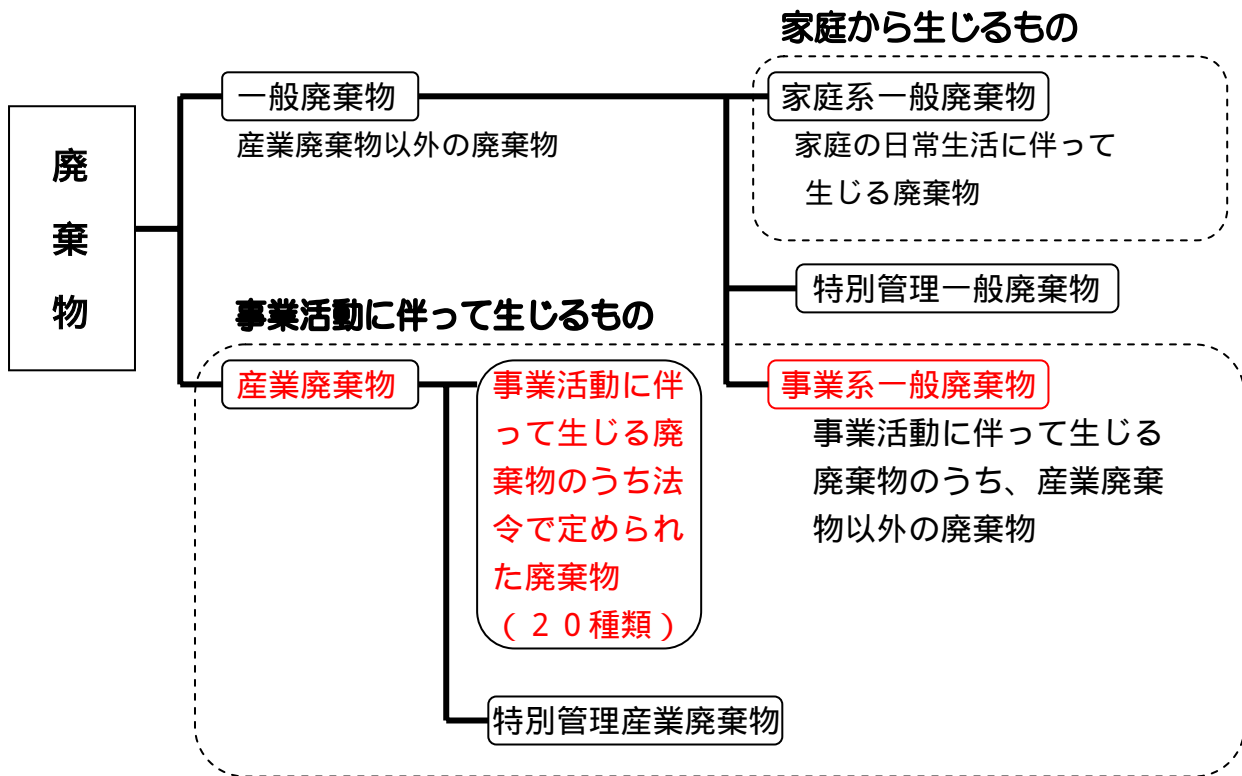 家庭から生じるもの
廃
棄
物
一般廃棄物
産業廃棄物以外の廃棄物
家庭系一般廃棄物
家庭の日常生活に伴って
生じる廃棄物
特別管理一般廃棄物
事業活動に伴って生じるもの
産業廃棄物
事業活動に伴
って生じる廃
棄物のうち法
令で定められ
た廃棄物
(20種類)
事業系一般廃棄物
事業活動に伴って生じる
廃棄物のうち、産業廃棄
物以外の廃棄物
特別管理産業廃棄物